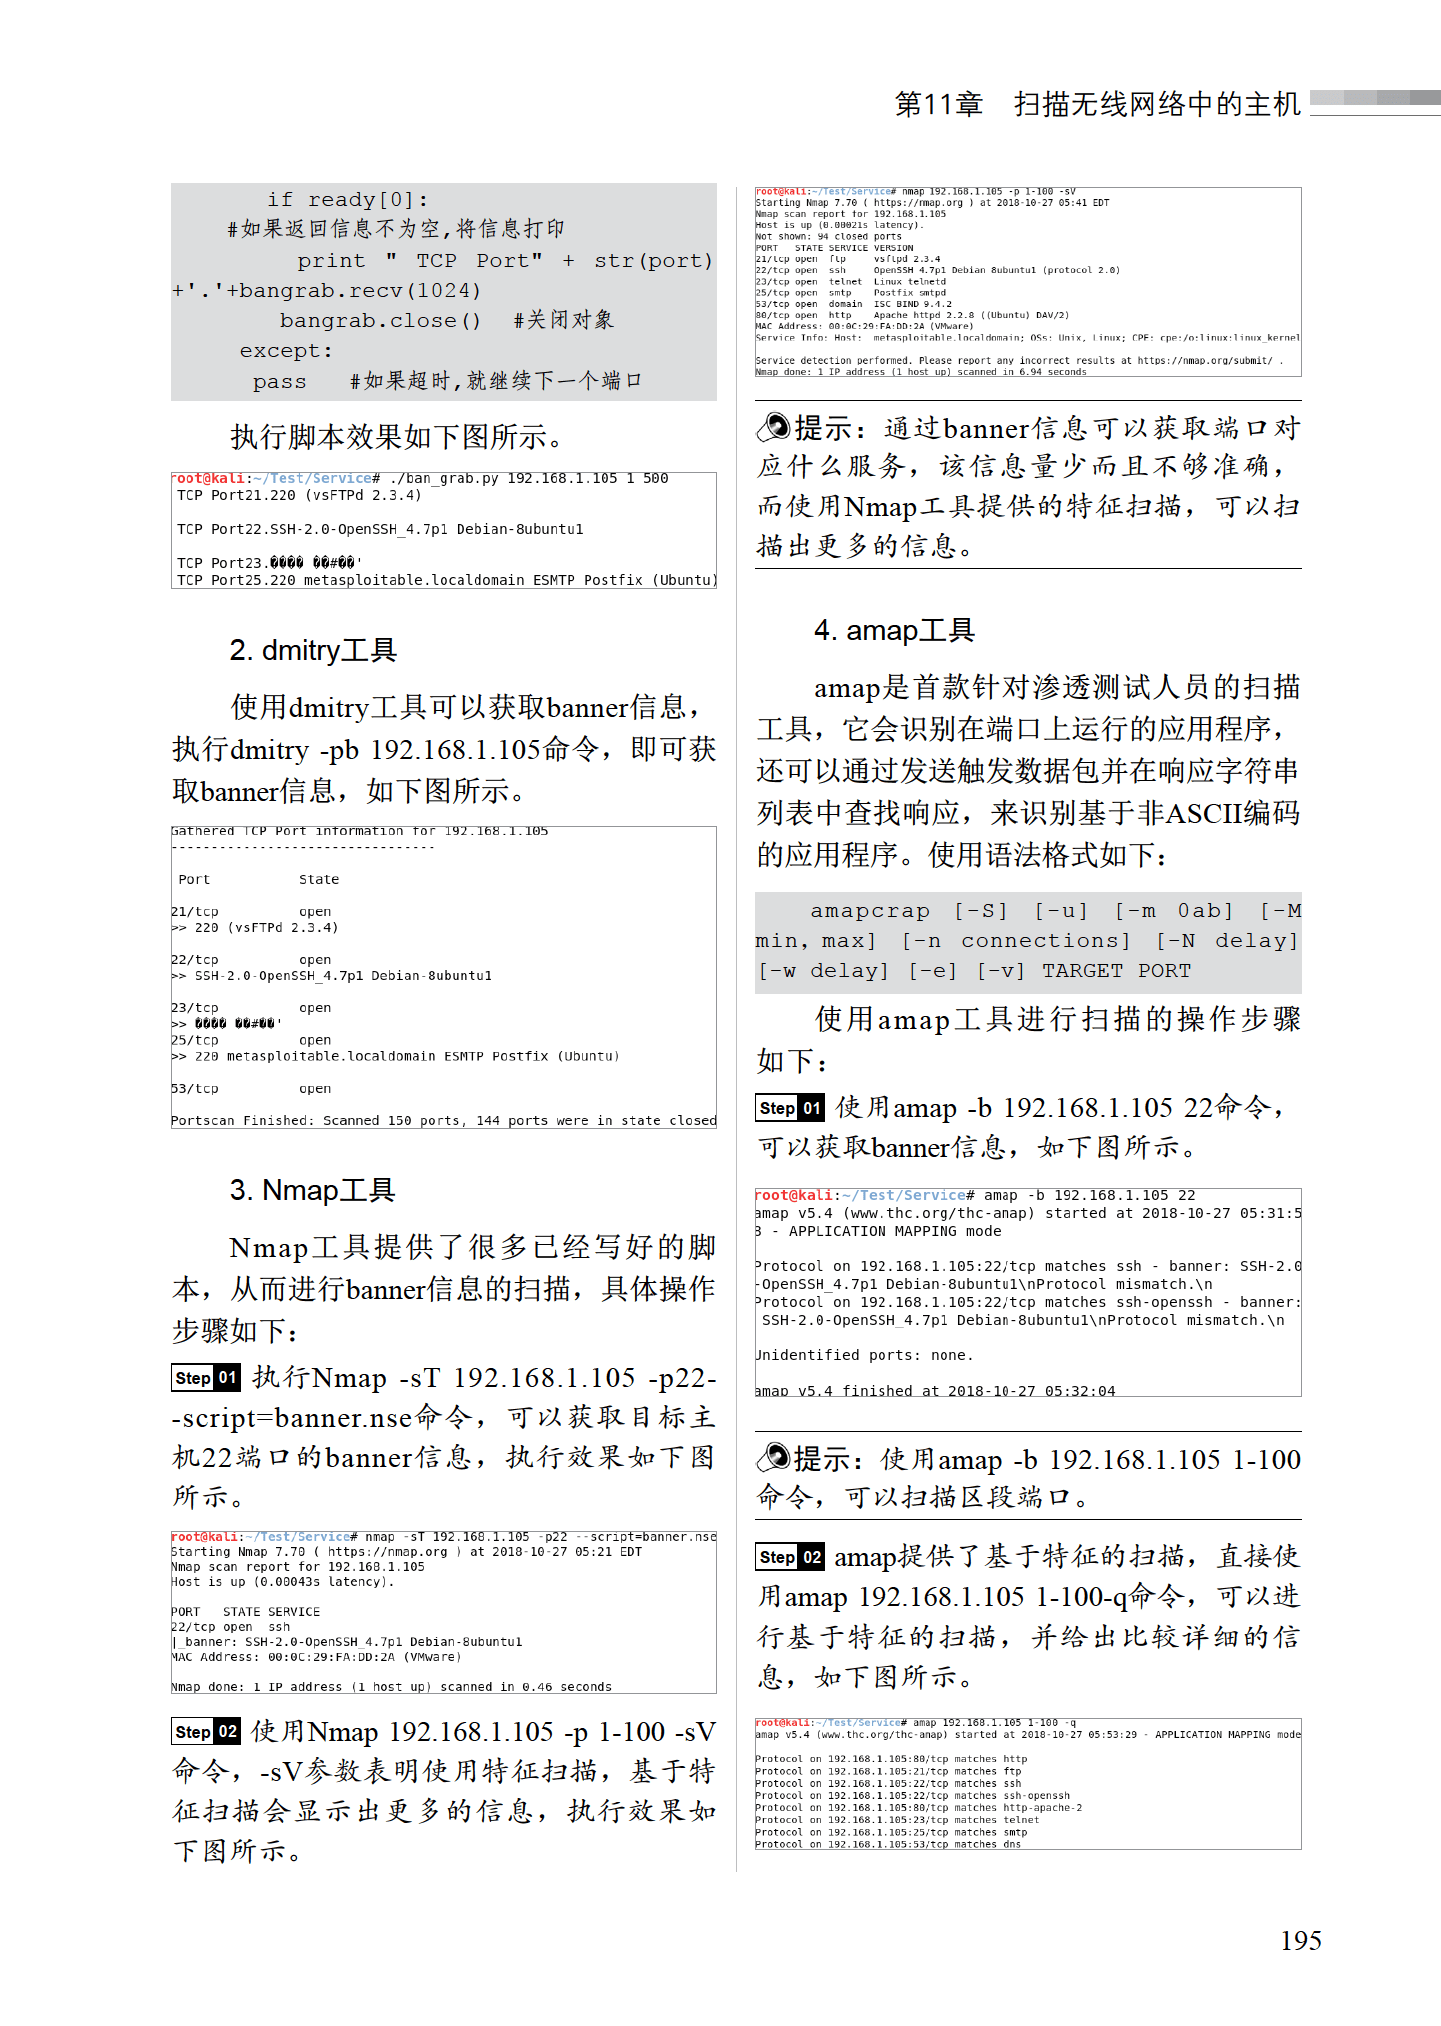 第11章 扫描无线网络中的主机
if ready[0]:
#如果返回信息不为空,将信息打印
print " TCP Port" + str(port)
+'.'+bangrab.recv(1024)
bangrab.close() #关闭对象
except:
pass #如果超时,就继续下一个端口
执行脚本效果如下图所示。
root@kali:~/Test/Service# ./ban_grab.py 192.168.1.105 1 500
TCP Port21.220 (vsFTPd 2.3.4)
TCP Port22.SSH-2.0-OpenSSH_4.7p1 Debian-8ubuntu1
TCP Port23.���� ��#��'
TCP Port25.220 metasploitable.localdomain ESMTP Postfix (Ubuntu)
2. dmitry工具
使用dmitry工具可以获取banner信息，
执行dmitry -pb 192.168.1.105命令，即可获
取banner信息，如下图所示。
Gathered TCP Port information for 192.168.1.105
---------------------------------
Port State
21/tcp open
>> 220 (vsFTPd 2.3.4)
22/tcp open
>> SSH-2.0-OpenSSH_4.7p1 Debian-8ubuntu1
23/tcp open
>> ���� ��#��'
25/tcp open
>> 220 metasploitable.localdomain ESMTP Postfix (Ubuntu)
53/tcp open
Portscan Finished: Scanned 150 ports, 144 ports were in state closed
3. Nmap工具
Nmap工具提供了很多已经写好的脚
本，从而进行banner信息的扫描，具体操作
步骤如下：
Step 01 执行Nmap -sT 192.168.1.105 -p22-
-script=banner.nse命令，可以获取目标主
机22端口的banner信息，执行效果如下图
所示。
root@kali:~/Test/Service# nmap -sT 192.168.1.105 -p22 --script=banner.nse
Starting Nmap 7.70 ( https://nmap.org ) at 2018-10-27 05:21 EDT
Nmap scan report for 192.168.1.105
Host is up (0.00043s latency).
PORT STATE SERVICE
22/tcp open ssh
|_banner: SSH-2.0-OpenSSH_4.7p1 Debian-8ubuntu1
MAC Address: 00:0C:29:FA:DD:2A (VMware)
Nmap done: 1 IP address (1 host up) scanned in 0.46 seconds
Step 02 使用Nmap 192.168.1.105 -p 1-100 -sV
命令，-sV参数表明使用特征扫描，基于特
征扫描会显示出更多的信息，执行效果如
下图所示。
root@kali:~/Test/Service# nmap 192.168.1.105 -p 1-100 -sV
Starting Nmap 7.70 ( https://nmap.org ) at 2018-10-27 05:41 EDT
Nmap scan report for 192.168.1.105
Host is up (0.00021s latency).
Not shown: 94 closed ports
PORT STATE SERVICE VERSION
21/tcp open ftp vsftpd 2.3.4
22/tcp open ssh OpenSSH 4.7p1 Debian 8ubuntu1 (protocol 2.0)
23/tcp open telnet Linux telnetd
25/tcp open smtp Postfix smtpd
53/tcp open domain ISC BIND 9.4.2
80/tcp open http Apache httpd 2.2.8 ((Ubuntu) DAV/2)
MAC Address: 00:0C:29:FA:DD:2A (VMware)
Service Info: Host: metasploitable.localdomain; OSs: Unix, Linux; CPE: cpe:/o:linux:linux_kernel
Service detection performed. Please report any incorrect results at https://nmap.org/submit/ .
Nmap done: 1 IP address (1 host up) scanned in 6.94 seconds
提示：通过banner信息可以获取端口对
应什么服务，该信息量少而且不够准确，
而使用Nmap工具提供的特征扫描，可以扫
描出更多的信息。
4. amap工具
amap是首款针对渗透测试人员的扫描
工具，它会识别在端口上运行的应用程序，
还可以通过发送触发数据包并在响应字符串
列表中查找响应，来识别基于非ASCII编码
的应用程序。使用语法格式如下：
amapcrap [-S] [-u] [-m 0ab] [-M
min, max] [-n connections] [-N delay]
[-w delay] [-e] [-v] TARGET PORT
使用amap工具进行扫描的操作步骤
如下：
Step 01 使用amap -b 192.168.1.105 22命令，
可以获取banner信息，如下图所示。
root@kali:~/Test/Service# amap -b 192.168.1.105 22
amap v5.4 (www.thc.org/thc-amap) started at 2018-10-27 05:31:5
3 - APPLICATION MAPPING mode
Protocol on 192.168.1.105:22/tcp matches ssh - banner: SSH-2.0
-OpenSSH_4.7p1 Debian-8ubuntu1\nProtocol mismatch.\n
Protocol on 192.168.1.105:22/tcp matches ssh-openssh - banner:
SSH-2.0-OpenSSH_4.7p1 Debian-8ubuntu1\nProtocol mismatch.\n
Unidentified ports: none.
amap v5.4 finished at 2018-10-27 05:32:04
提示：使用amap -b 192.168.1.105 1-100
命令，可以扫描区段端口。
Step 02 amap提供了基于特征的扫描，直接使
用amap 192.168.1.105 1-100-q命令，可以进
行基于特征的扫描，并给出比较详细的信
息，如下图所示。
root@kali:~/Test/Service# amap 192.168.1.105 1-100 -q
amap v5.4 (www.thc.org/thc-amap) started at 2018-10-27 05:53:29 - APPLICATION MAPPING mode
Protocol on 192.168.1.105:80/tcp matches http
Protocol on 192.168.1.105:21/tcp matches ftp
Protocol on 192.168.1.105:22/tcp matches ssh
Protocol on 192.168.1.105:22/tcp matches ssh-openssh
Protocol on 192.168.1.105:80/tcp matches http-apache-2
Protocol on 192.168.1.105:23/tcp matches telnet
Protocol on 192.168.1.105:25/tcp matches smtp
Protocol on 192.168.1.105:53/tcp matches dns
195